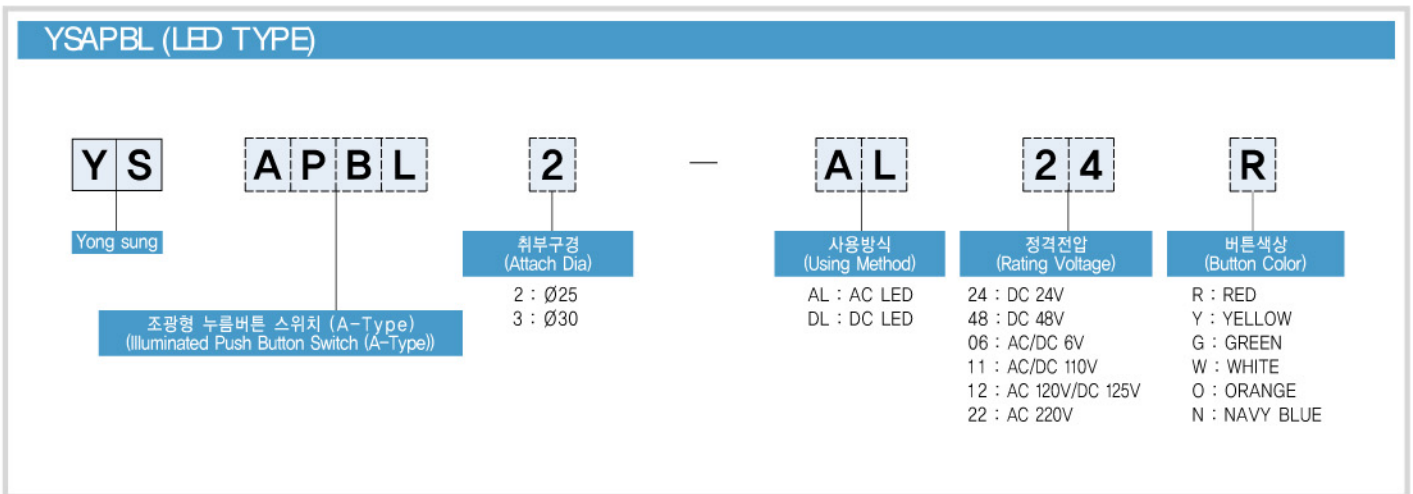 YSAPBL (LED TYPE)
Y S A P B L 2 — A L 2 4 R
Yong sung
취부구경
(Attach Dia)
2 : Ø25
3 : Ø30
사용방식
(Using Method)
AL : AC LED
DL : DC LED
정격전압
(Rating Voltage)
24 : DC 24V
48 : DC 48V
06 : AC/DC 6V
11 : AC/DC 110V
12 : AC 120V/DC 125V
22 : AC 220V
버튼색상
(Button Color)
R : RED
Y : YELLOW
G : GREEN
W : WHITE
O : ORANGE
N : NAVY BLUE
조광형 누름버튼 스위치 (A-Type)
(Illuminated Push Button Switch (A-Type))